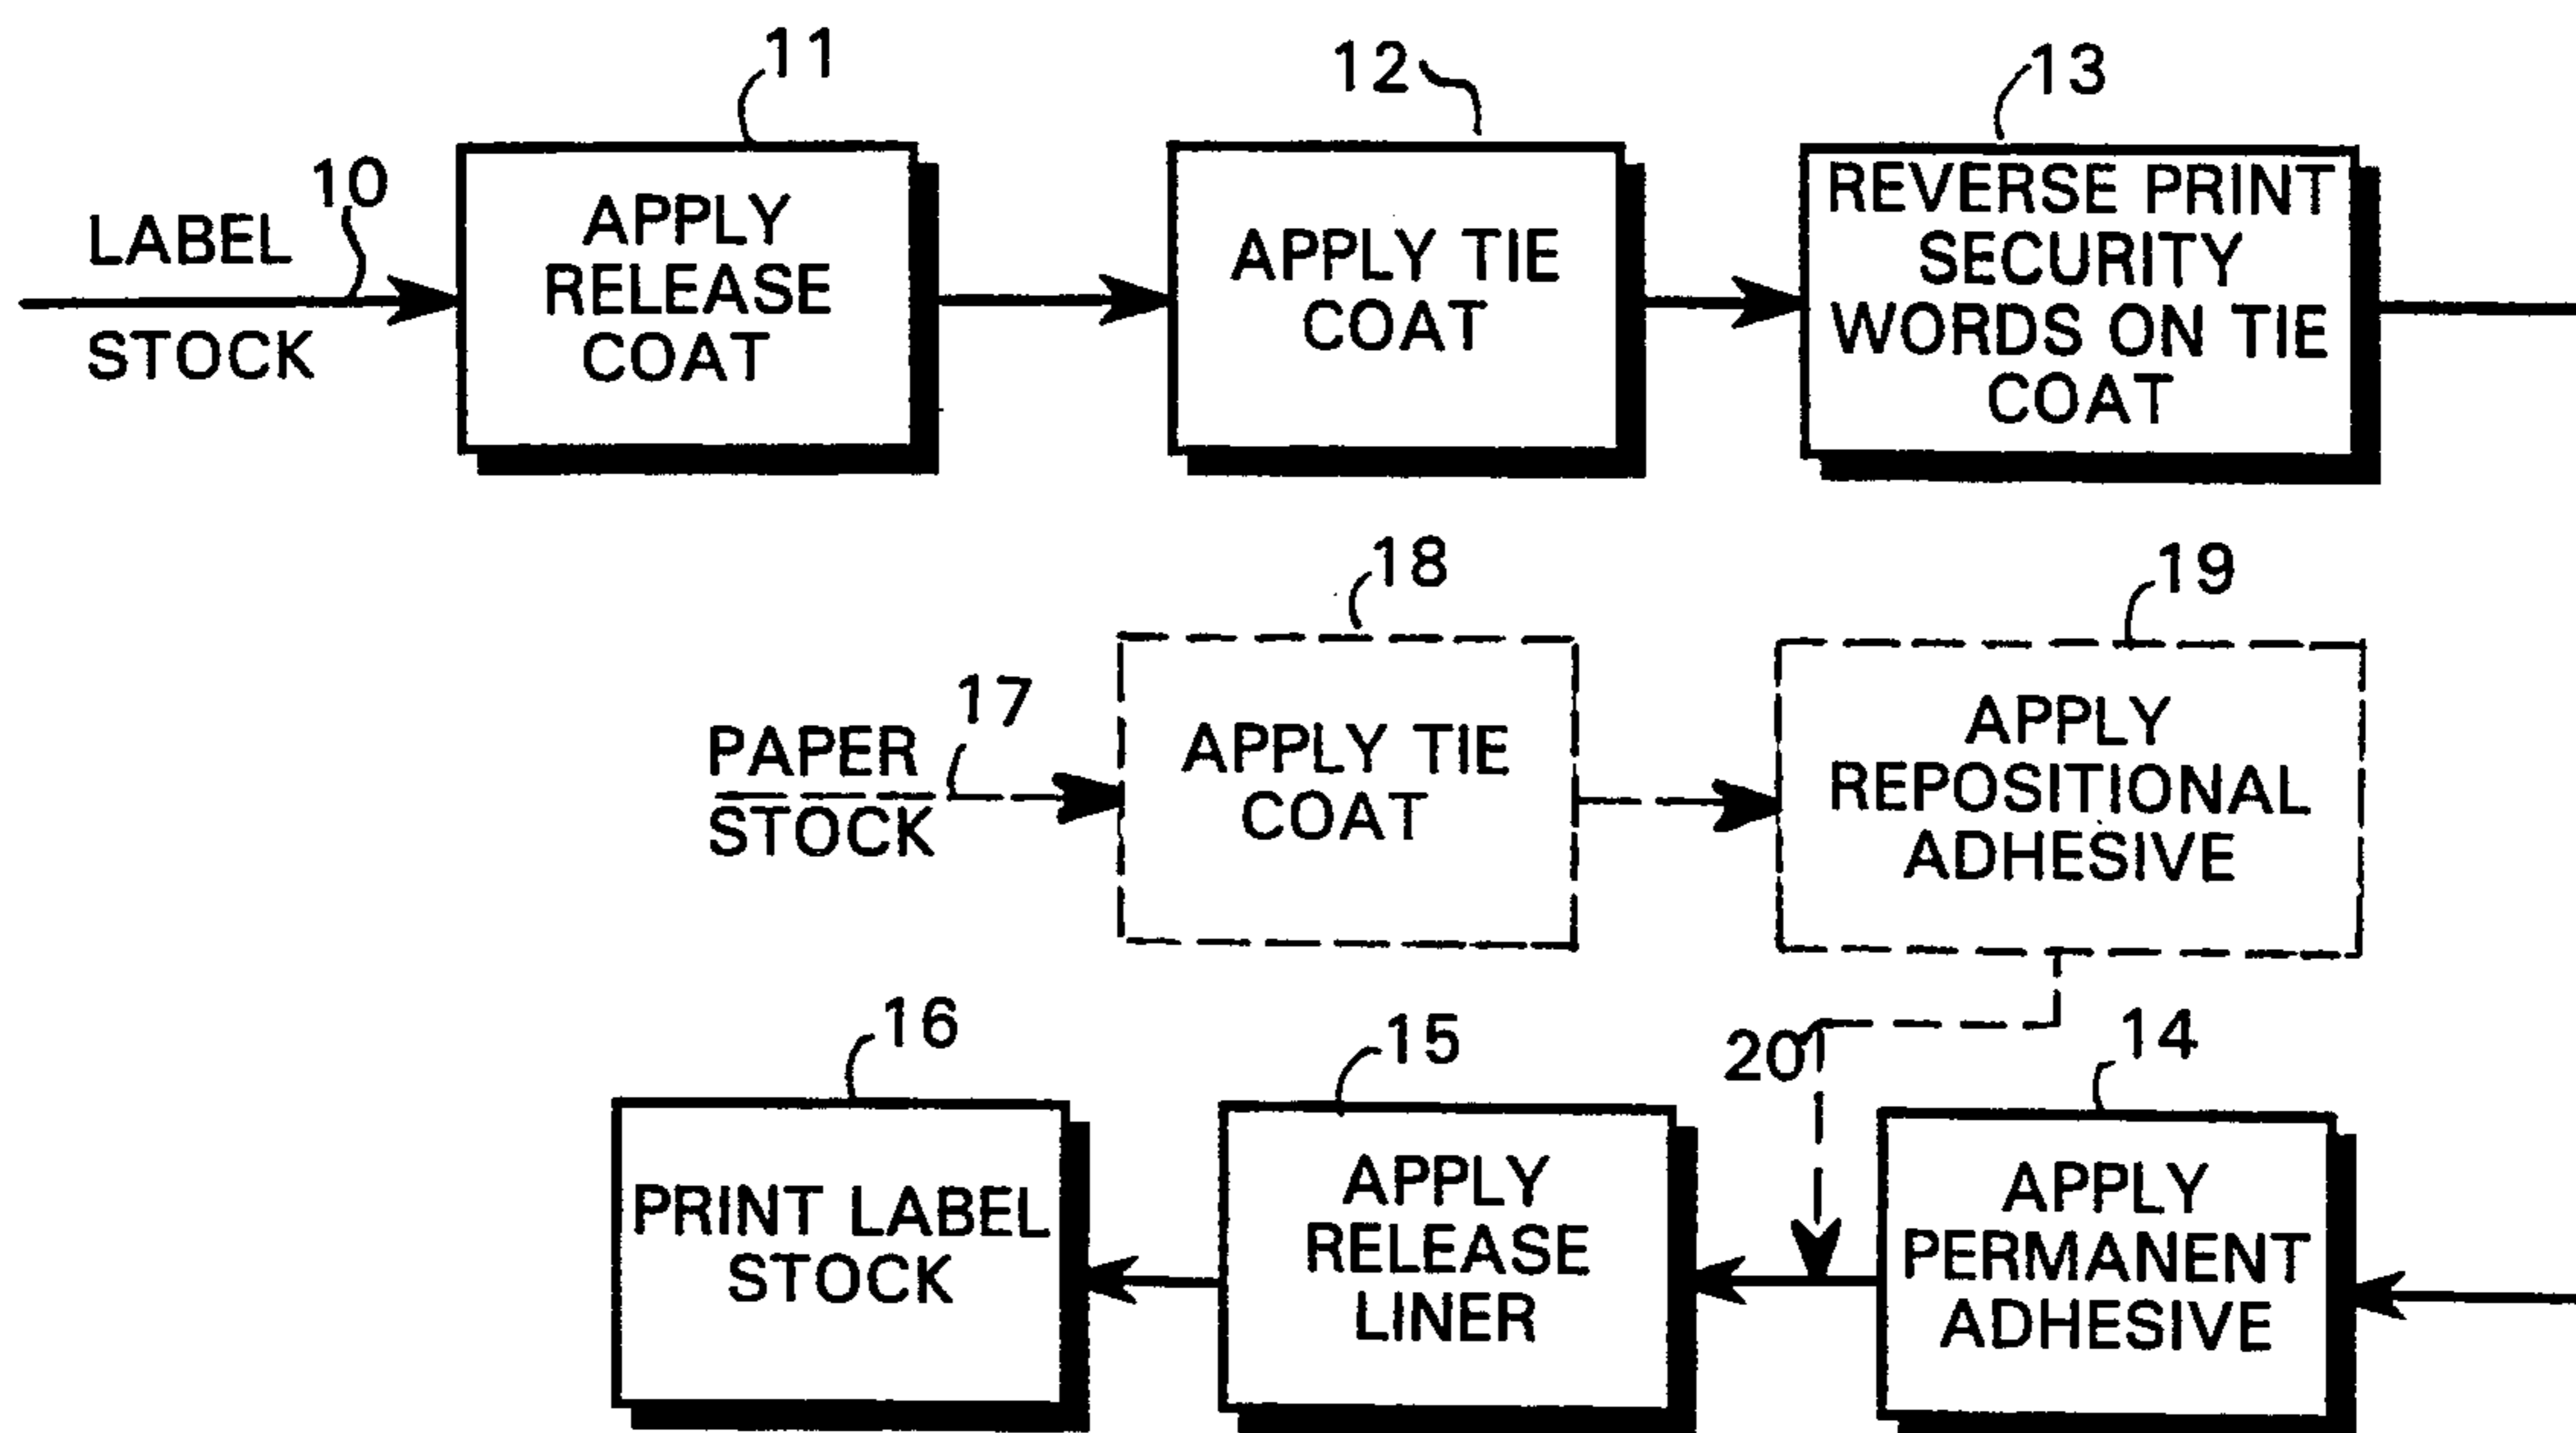 11
12
13
10
LABEL
STOCK
APPLY
RELEASE
COAT
APPLY TIE
COAT
REVERSE PRINT
SECURITY
WORDS ON TIE
COAT
18
19
17
PAPER
STOCK
APPLY TIE
COAT
APPLY
REPOSITIONAL
ADHESIVE
16
15
20
14
PRINT LABEL
STOCK
APPLY
RELEASE
LINER
APPLY
PERMANENT
ADHESIVE